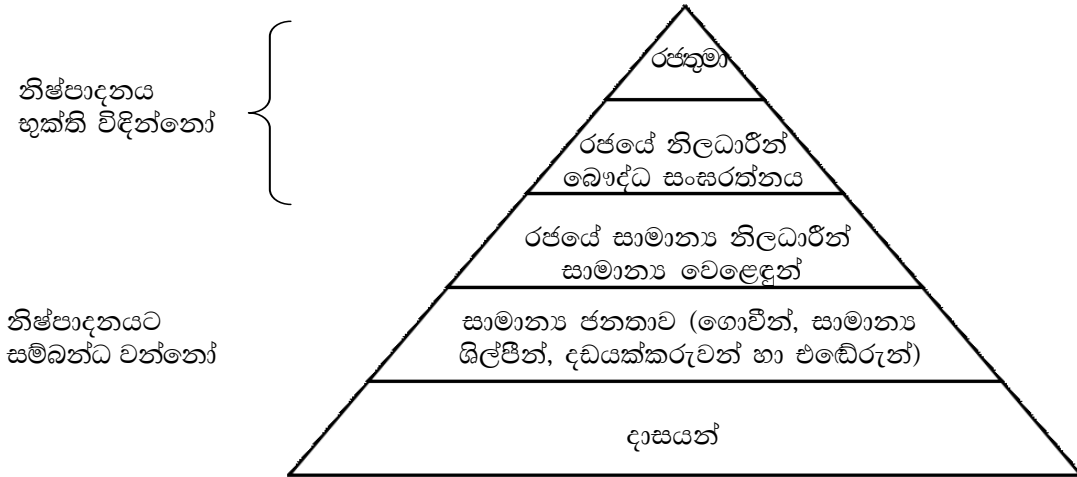 රජතුමා
නිෂ්පාදනය
භුක්ති විඳින්නෝ
රජයේ නිලධාරීන්
බෞද්ධ සංඝරත්නය
රජයේ සාමාන්‍ය නිලධාරීන්
සාමාන්‍ය වෙළෙඳුන්
නිෂ්පාදනයට
සම්බන්ධ වන්නෝ
සාමාන්‍ය ජනතාව (ගොවීන්, සාමාන්‍ය
ශිල්පීන්, දඩයක්කරුවන් හා එඬේරුන්)
දාසයන්